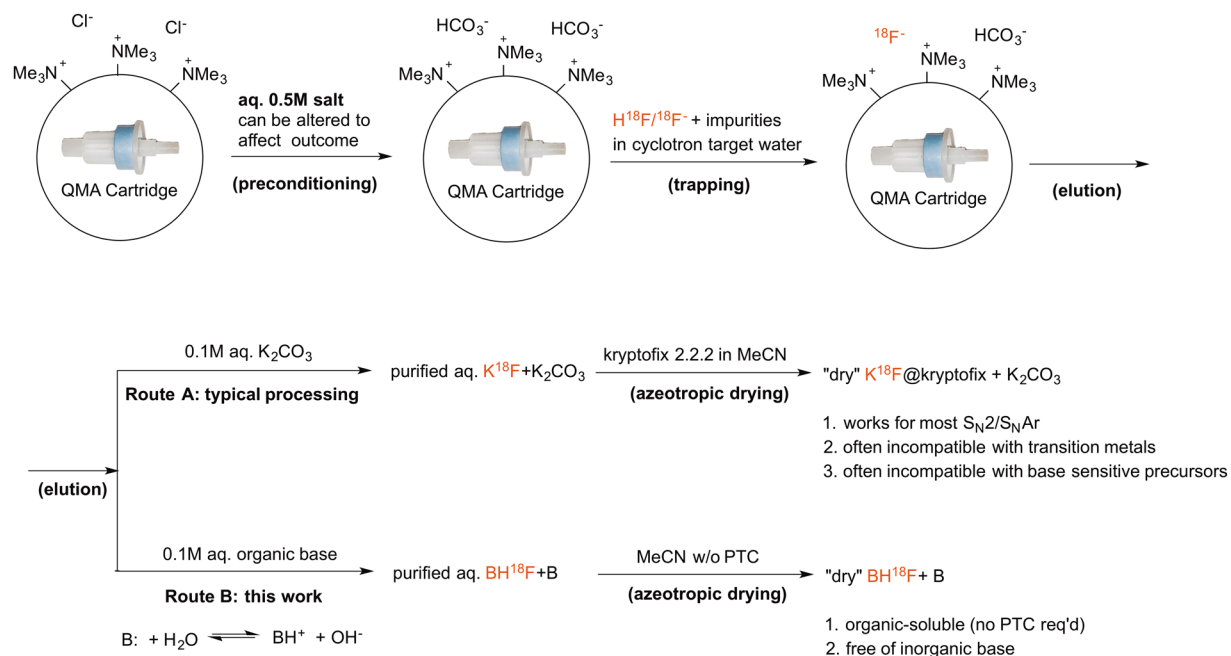 Cl⁻
Cl⁻
Me₃N⁺
⁺NMe₃
⁺NMe₃
QMA Cartridge
aq. 0.5M salt
can be altered to
affect outcome
(preconditioning)
HCO₃⁻
HCO₃⁻
Me₃N⁺
⁺NMe₃
⁺NMe₃
QMA Cartridge
H¹⁸F/¹⁸F⁻ + impurities
in cyclotron target water
(trapping)
¹⁸F⁻
HCO₃⁻
Me₃N⁺
⁺NMe₃
⁺NMe₃
QMA Cartridge
(elution)
(elution)
0.1M aq. K₂CO₃
Route A: typical processing
purified aq. K¹⁸F+K₂CO₃
kryptofix 2.2.2 in MeCN
(azeotropic drying)
"dry" K¹⁸F@kryptofix + K₂CO₃
1. works for most SN2/SNAr
2. often incompatible with transition metals
3. often incompatible with base sensitive precursors
0.1M aq. organic base
Route B: this work
B: + H₂O ⇌ BH⁺ + OH⁻
purified aq. BH¹⁸F+B
MeCN w/o PTC
(azeotropic drying)
"dry" BH¹⁸F+ B
1. organic-soluble (no PTC req'd)
2. free of inorganic base